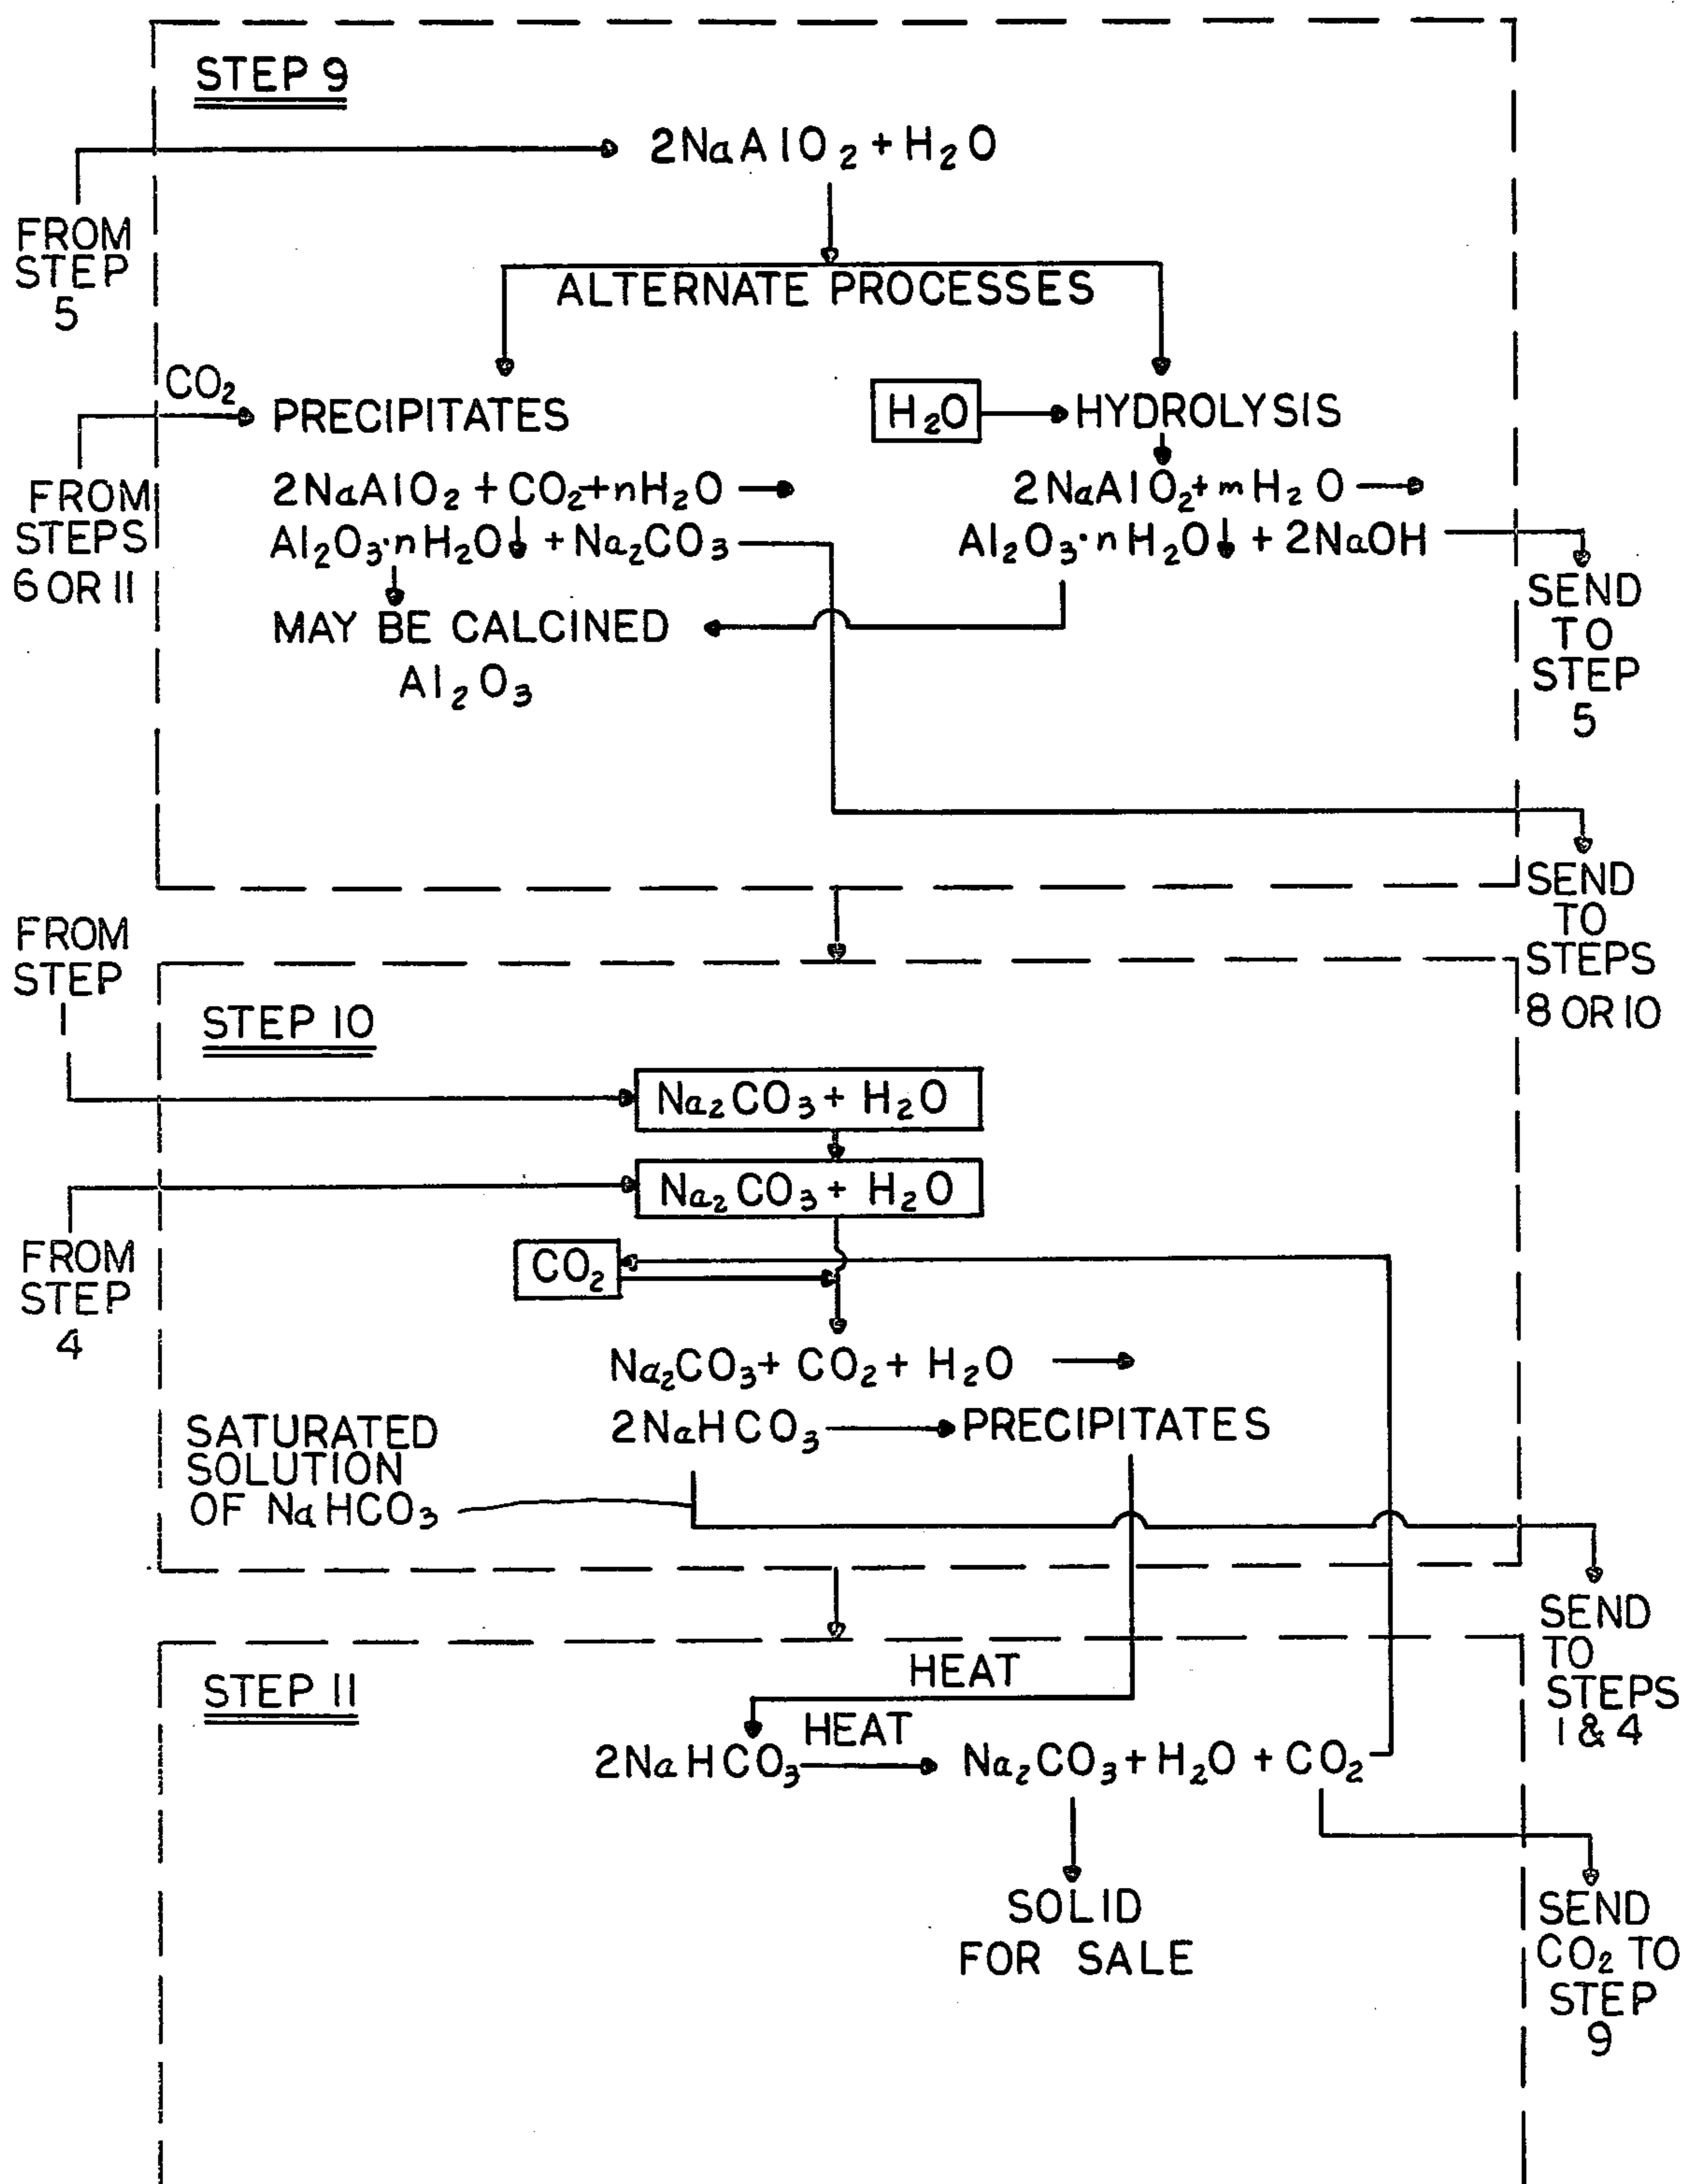 STEP 9
2NaAlO₂ + H₂O
FROM
STEP
5
ALTERNATE PROCESSES
CO₂
PRECIPITATES
H₂O
HYDROLYSIS
FROM
STEPS
6 OR 11
2NaAlO₂ + CO₂+nH₂O →
Al₂O₃·nH₂O↓ + Na₂CO₃
2NaAlO₂+mH₂O →
Al₂O₃·nH₂O↓ + 2NaOH
SEND
TO
STEP
5
MAY BE CALCINED
Al₂O₃
SEND
TO
STEPS
8 OR 10
FROM
STEP
1
STEP 10
Na₂CO₃ + H₂O
Na₂CO₃ + H₂O
FROM
STEP
4
CO₂
Na₂CO₃+ CO₂ + H₂O →
2NaHCO₃ → PRECIPITATES
SATURATED
SOLUTION
OF NaHCO₃
SEND
TO
STEPS
1 & 4
STEP 11
HEAT
HEAT
2NaHCO₃ → Na₂CO₃+H₂O + CO₂
SOLID
FOR SALE
SEND
CO₂ TO
STEP
9